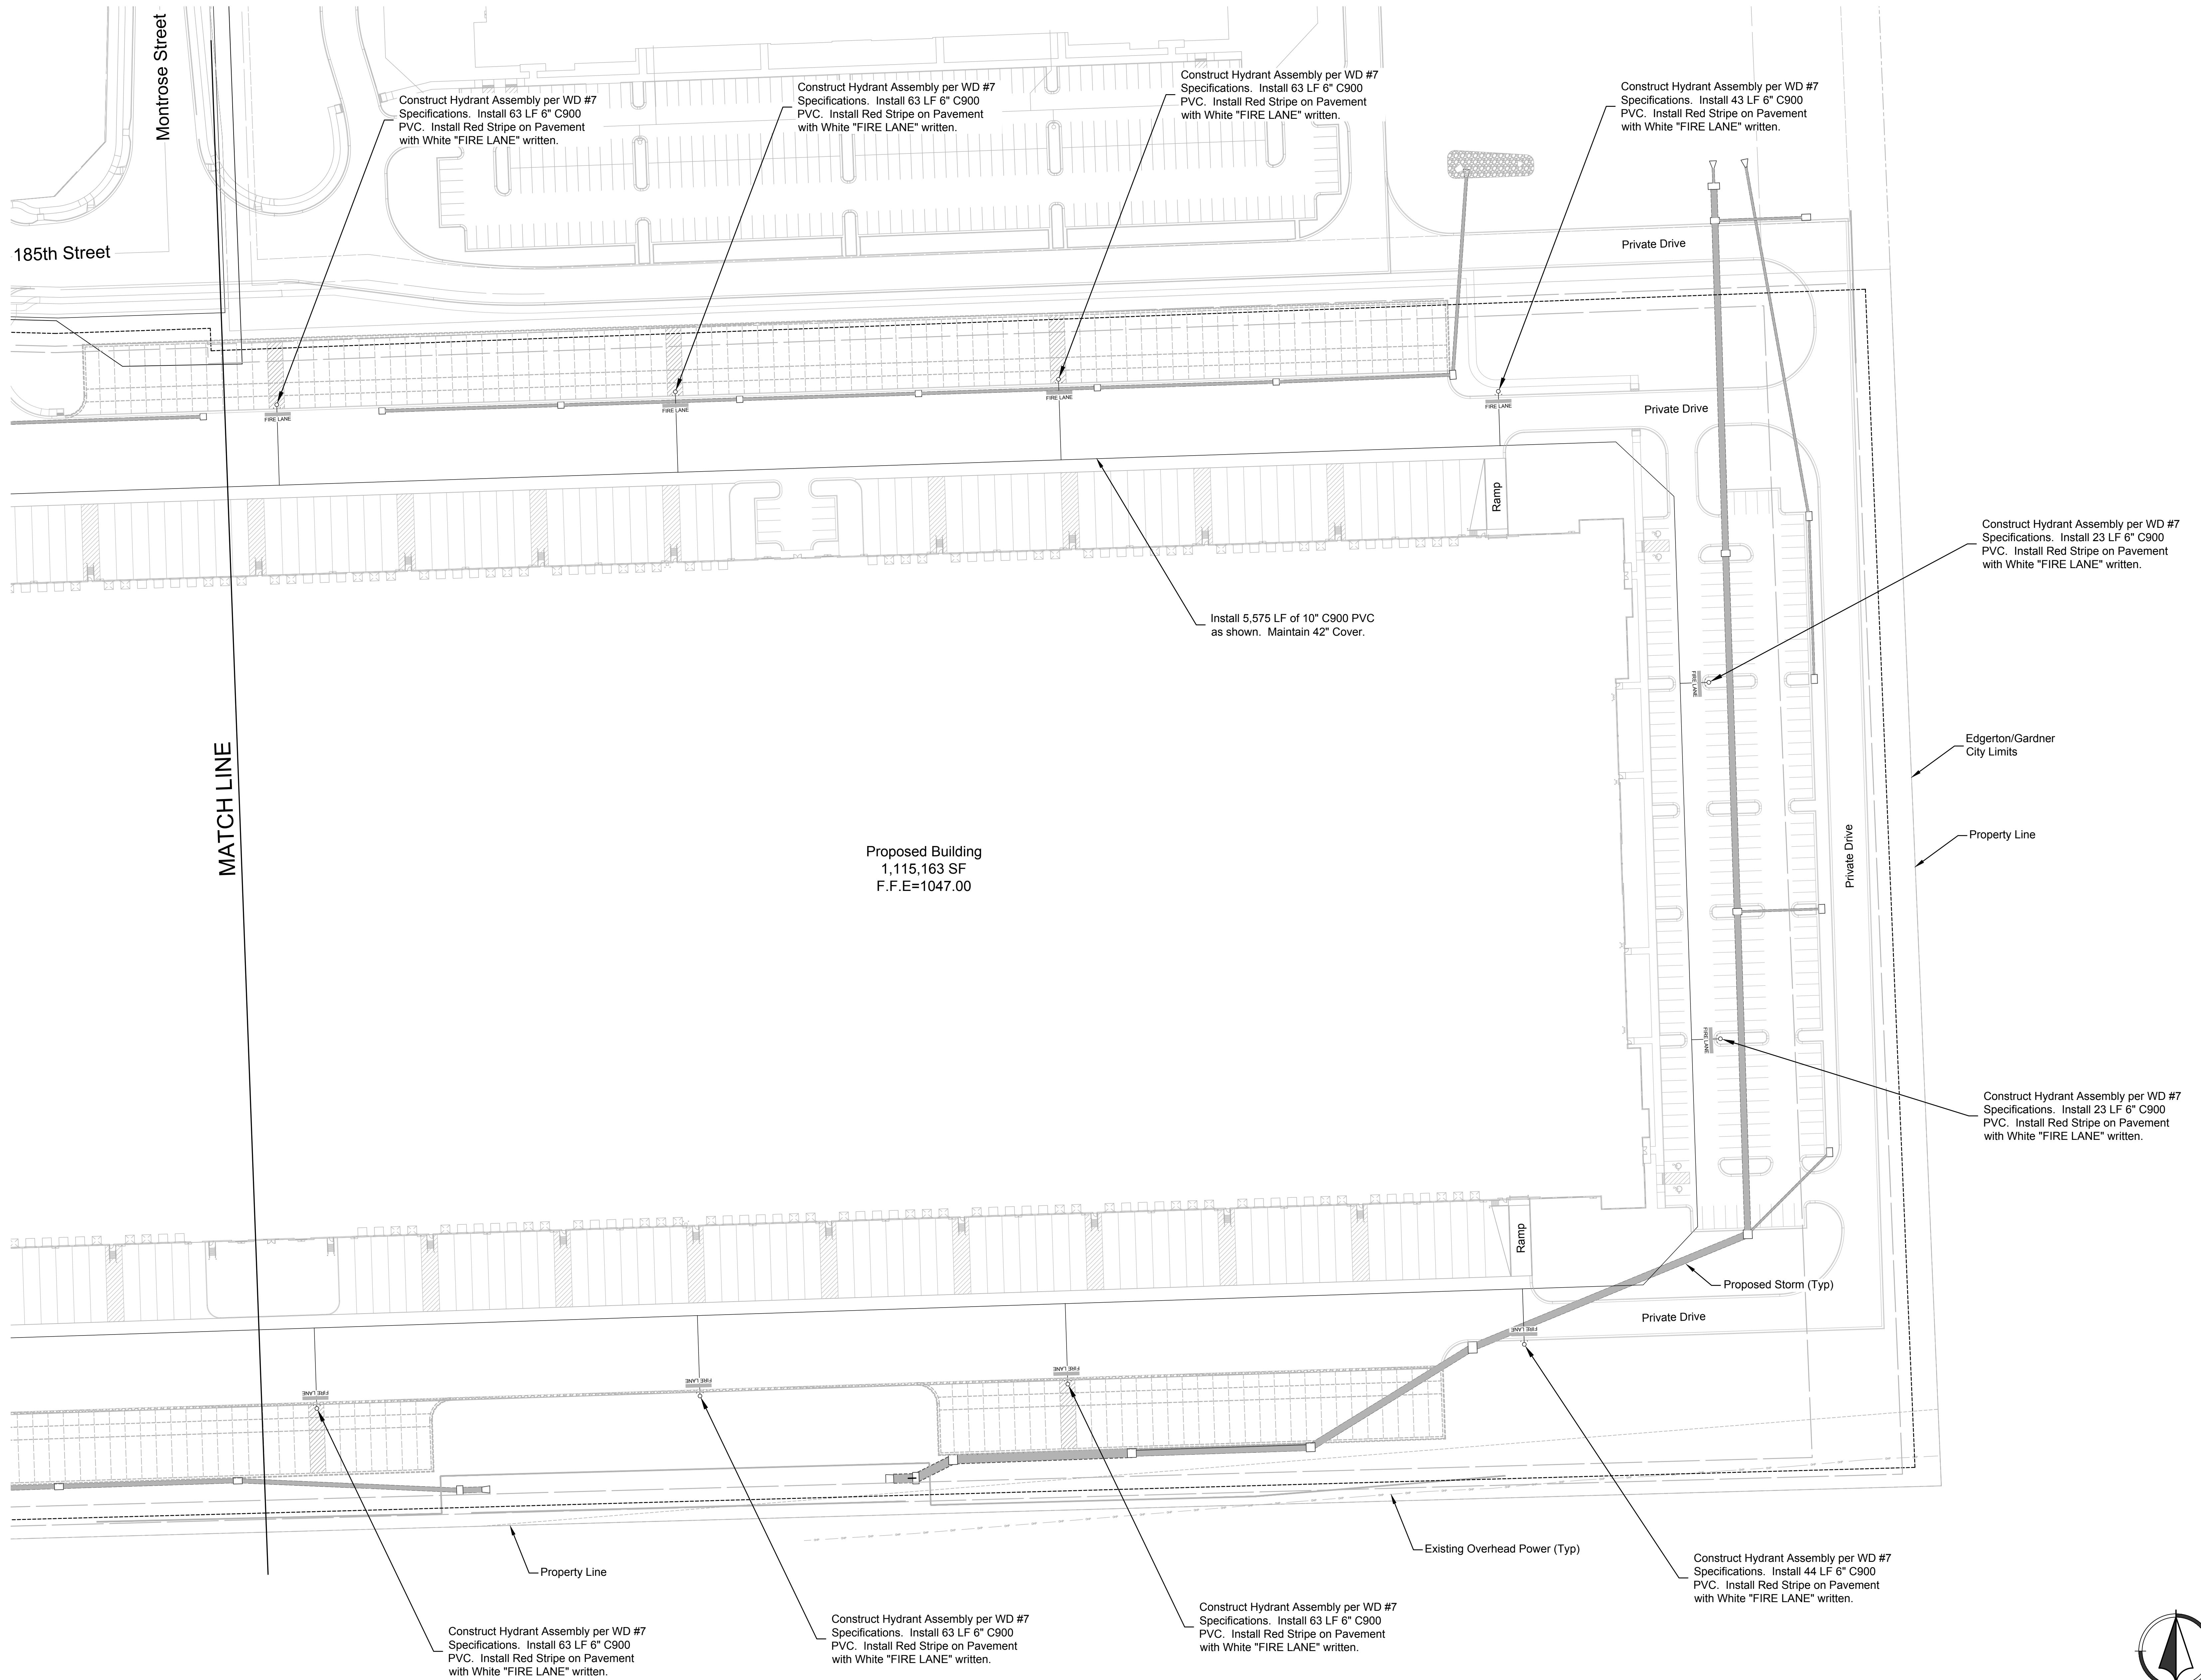 Montrose Street
185th Street
Construct Hydrant Assembly per WD #7
Specifications. Install 63 LF 6" C900
PVC. Install Red Stripe on Pavement
with White "FIRE LANE" written.
Construct Hydrant Assembly per WD #7
Specifications. Install 63 LF 6" C900
PVC. Install Red Stripe on Pavement
with White "FIRE LANE" written.
Construct Hydrant Assembly per WD #7
Specifications. Install 63 LF 6" C900
PVC. Install Red Stripe on Pavement
with White "FIRE LANE" written.
Construct Hydrant Assembly per WD #7
Specifications. Install 43 LF 6" C900
PVC. Install Red Stripe on Pavement
with White "FIRE LANE" written.
Private Drive
FIRE LANE
FIRE LANE
FIRE LANE
FIRE LANE
Private Drive
Ramp
Construct Hydrant Assembly per WD #7
Specifications. Install 23 LF 6" C900
PVC. Install Red Stripe on Pavement
with White "FIRE LANE" written.
Install 5,575 LF of 10" C900 PVC
as shown. Maintain 42" Cover.
FIRE LANE
Edgerton/Gardner
City Limits
MATCH LINE
Proposed Building
1,115,163 SF
F.F.E=1047.00
Private Drive
Property Line
FIRE LANE
Construct Hydrant Assembly per WD #7
Specifications. Install 23 LF 6" C900
PVC. Install Red Stripe on Pavement
with White "FIRE LANE" written.
Ramp
Proposed Storm (Typ)
Private Drive
FIRE LANE
FIRE LANE
FIRE LANE
FIRE LANE
Existing Overhead Power (Typ)
Property Line
Construct Hydrant Assembly per WD #7
Specifications. Install 63 LF 6" C900
PVC. Install Red Stripe on Pavement
with White "FIRE LANE" written.
Construct Hydrant Assembly per WD #7
Specifications. Install 63 LF 6" C900
PVC. Install Red Stripe on Pavement
with White "FIRE LANE" written.
Construct Hydrant Assembly per WD #7
Specifications. Install 63 LF 6" C900
PVC. Install Red Stripe on Pavement
with White "FIRE LANE" written.
Construct Hydrant Assembly per WD #7
Specifications. Install 44 LF 6" C900
PVC. Install Red Stripe on Pavement
with White "FIRE LANE" written.